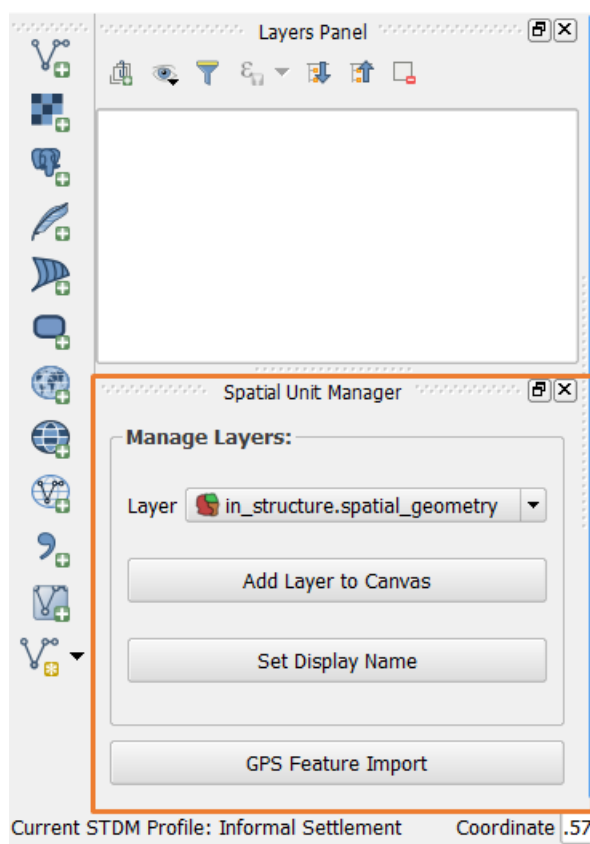 Layers Panel
Spatial Unit Manager
Manage Layers:
Layer in_structure.spatial_geometry
Add Layer to Canvas
Set Display Name
GPS Feature Import
Current STDM Profile: Informal Settlement Coordinate .57